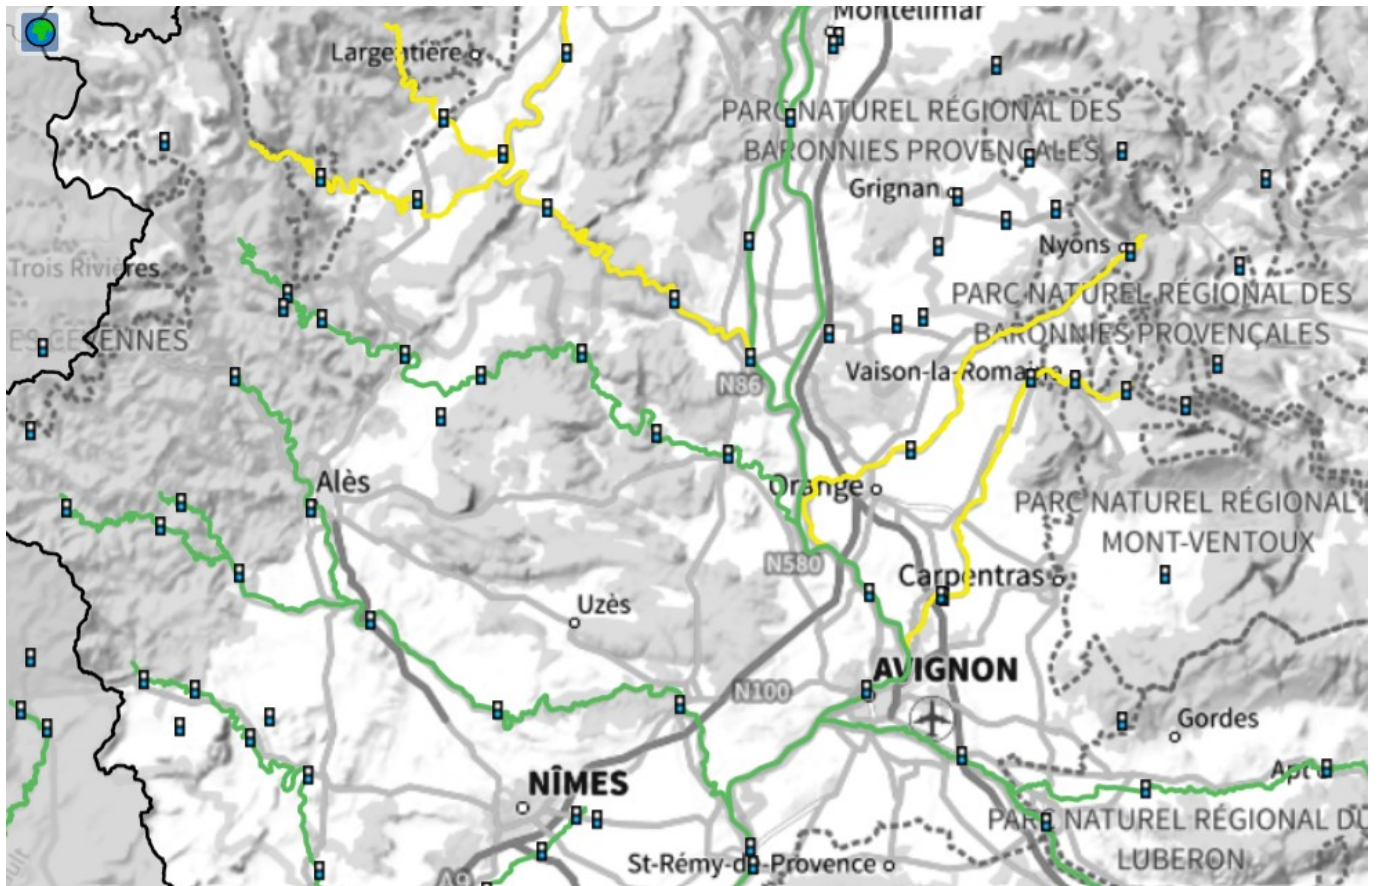 Montélimar
Largentière
PARC NATUREL RÉGIONAL DES
BARONNIES PROVENÇALES
Grignan
Nyons
Trois Rivières
PARC NATUREL RÉGIONAL DES
BARONNIES PROVENÇALES
CÉVENNES
Vaison-la-Romaine
N86
Alès
Orange
PARC NATUREL RÉGIONAL
MONT-VENTOUX
N580
Carpentras
Uzès
AVIGNON
N100
Gordes
Apt
NÎMES
PARC NATUREL RÉGIONAL DU
LUBERON
St-Rémy-de-Provence
A9